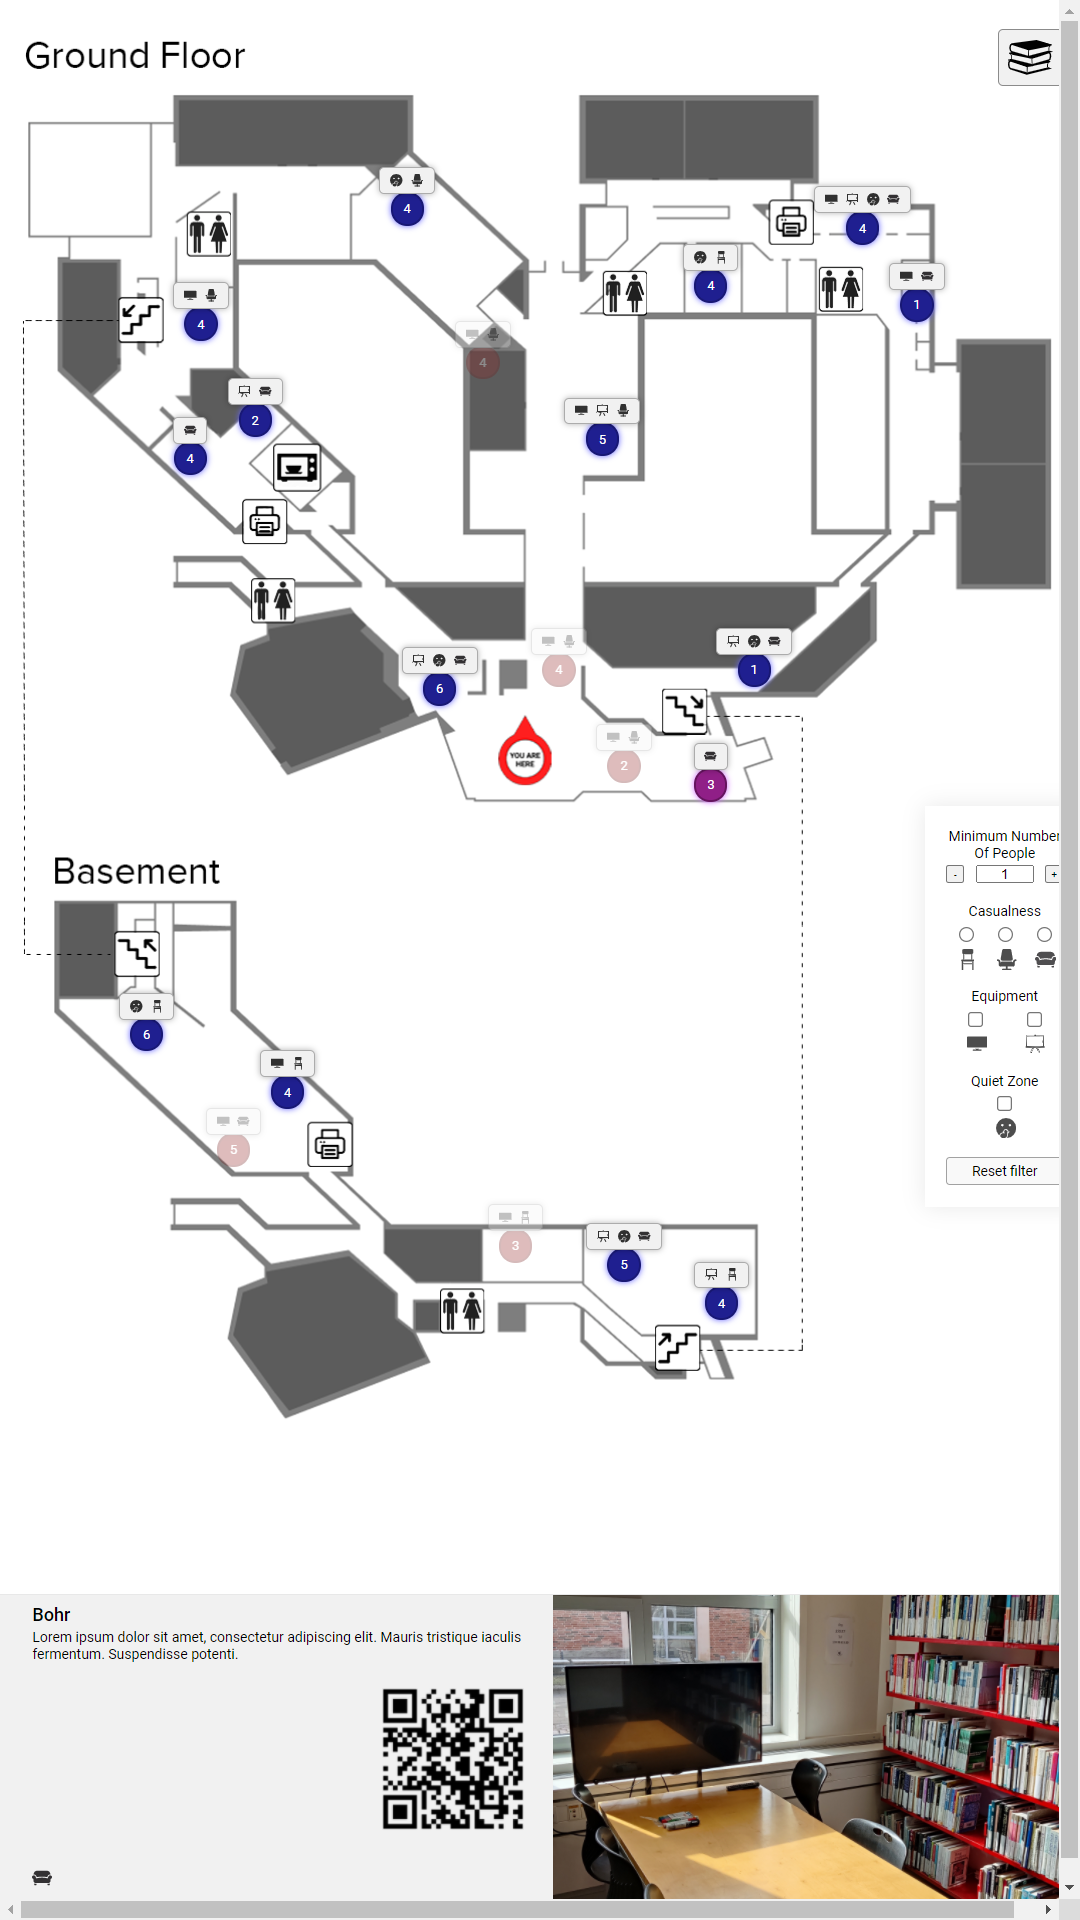 Ground Floor
4
4
4
4
1
4
4
2
5
4
4
1
6
YOU ARE
HERE
2
3
Minimum Number
Of People
- 1 +
Basement
Casualness
Equipment
6
4
Quiet Zone
5
Reset filter
3
5
4
Bohr
Lorem ipsum dolor sit amet, consectetur adipiscing elit. Mauris tristique iaculis
fermentum. Suspendisse potenti.